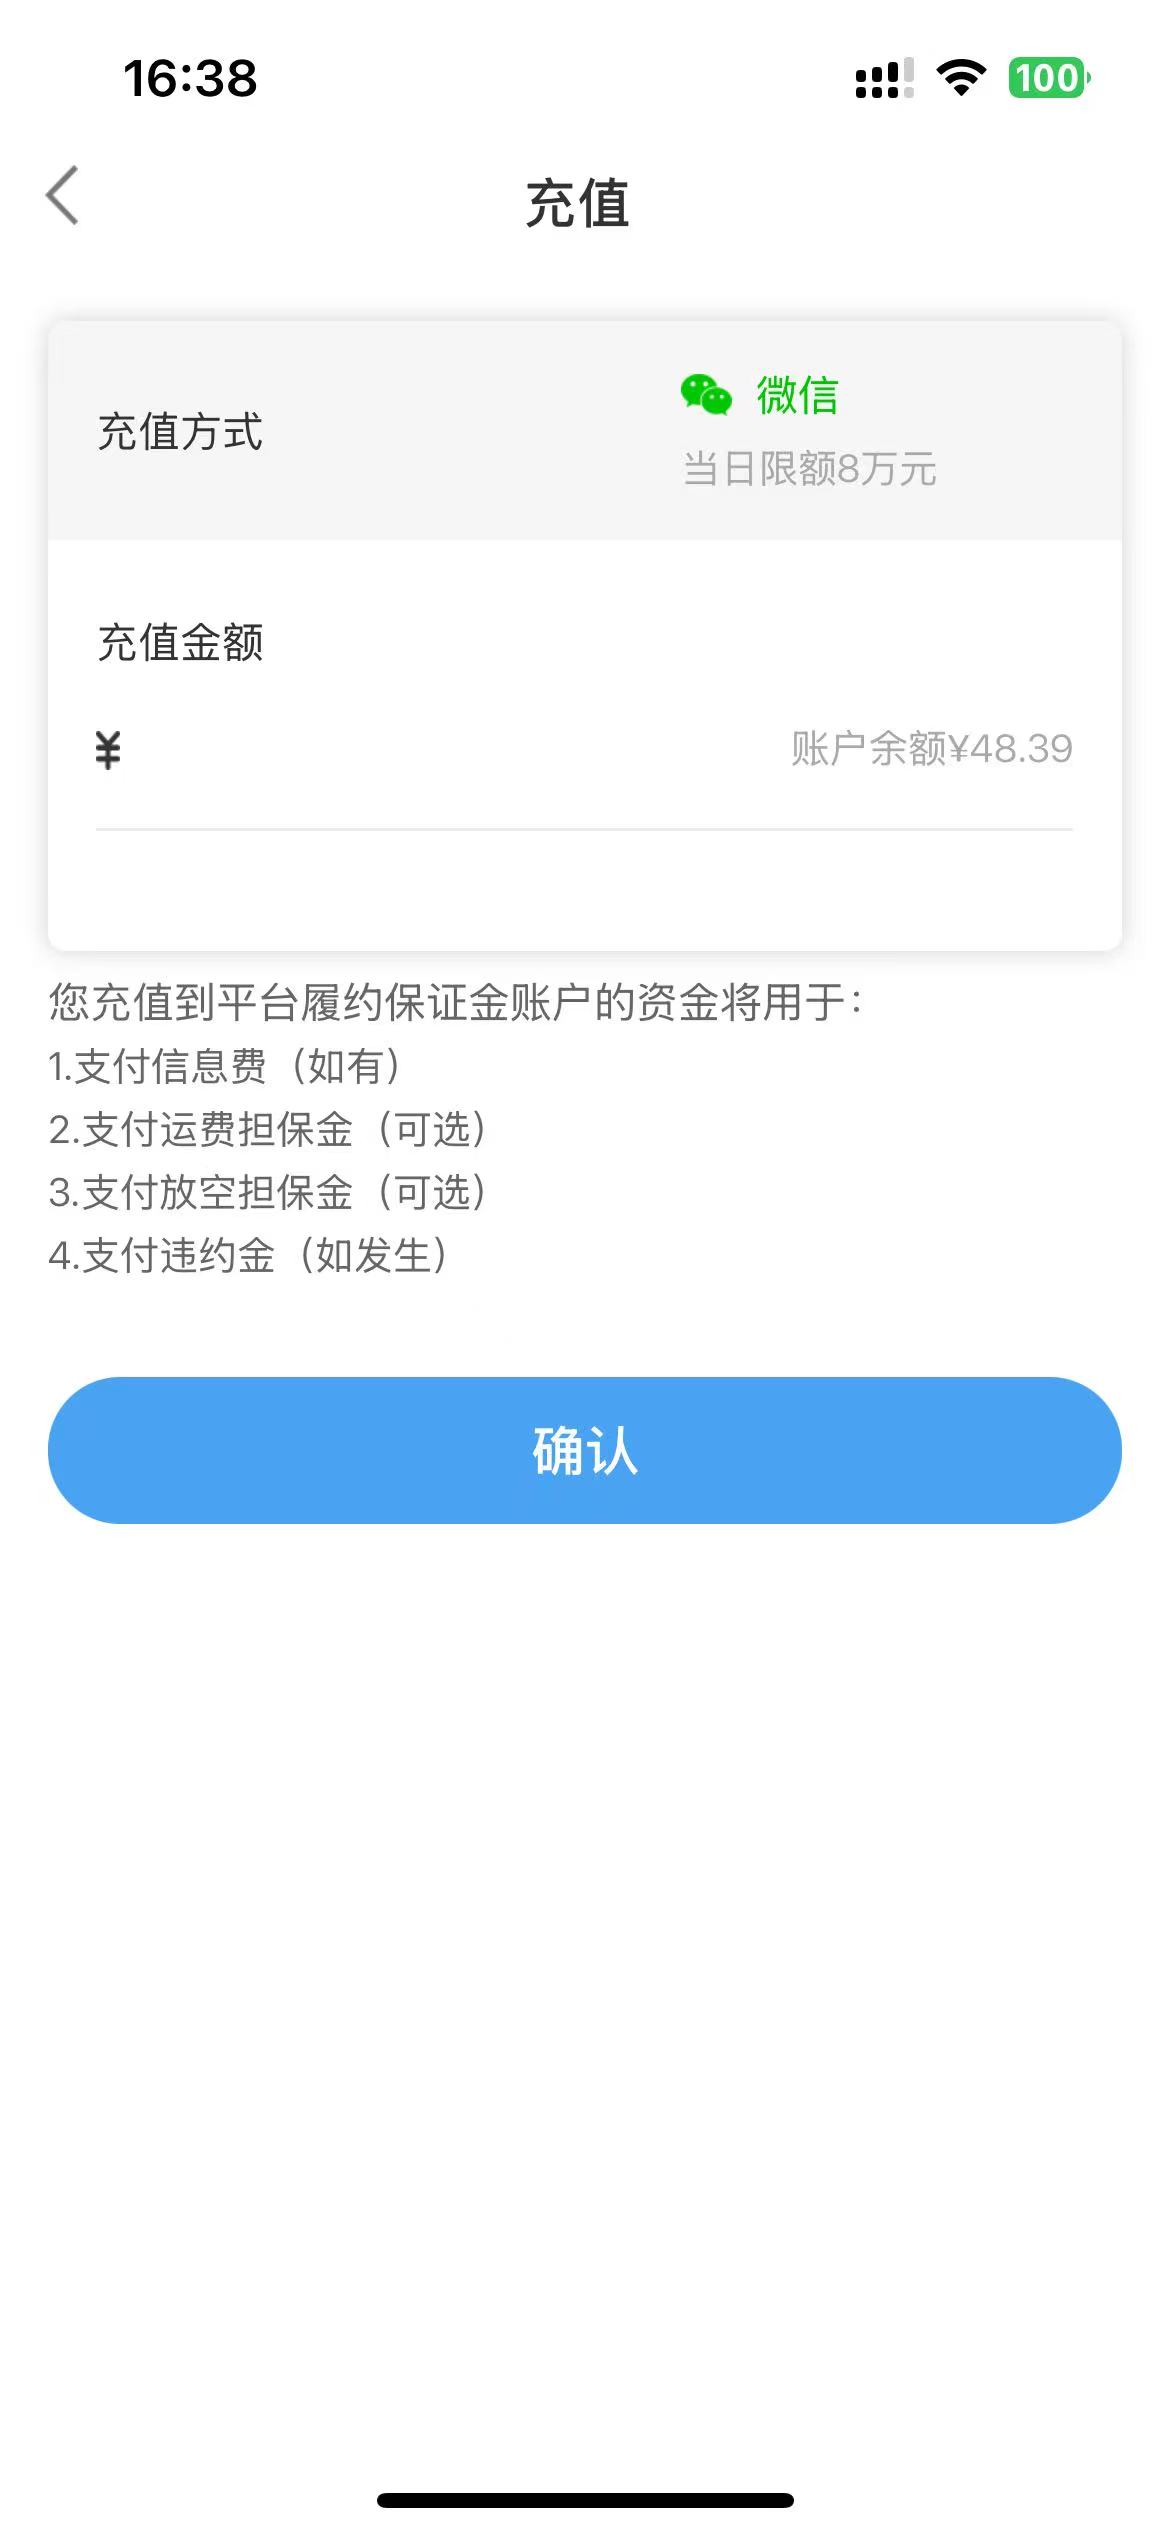 16:38
100
充值
充值方式
微信
当日限额8万元
充值金额
¥
账户余额¥48.39
您充值到平台履约保证金账户的资金将用于：
1.支付信息费（如有）
2.支付运费担保金（可选）
3.支付放空担保金（可选）
4.支付违约金（如发生）
确认